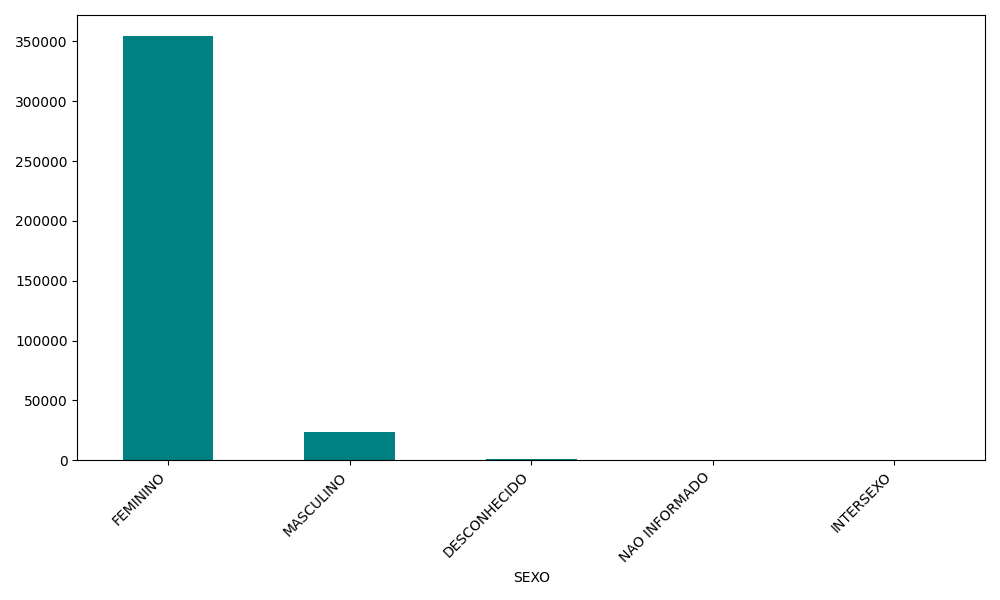 350000
300000
250000
200000
150000
100000
50000
0
FEMININO
MASCULINO
DESCONHECIDO
NAO INFORMADO
INTERSEXO
SEXO